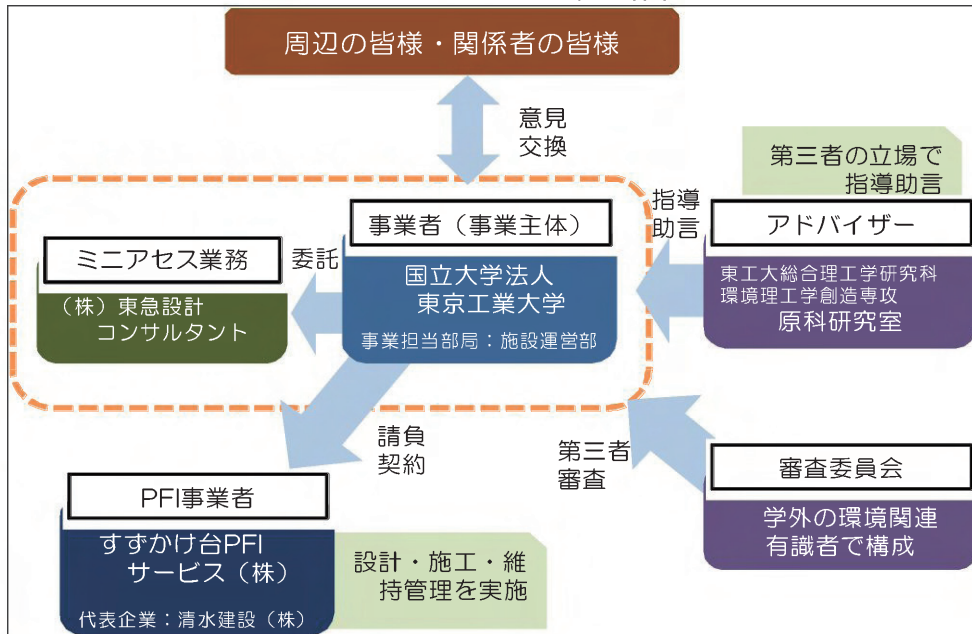 周辺の皆様・関係者の皆様
意見
交換
第三者の立場で
指導助言
指導
助言
アドバイザー
東工大総合理工学研究科
環境理工学創造専攻
原科研究室
事業者（事業主体）
国立大学法人
東京工業大学
事業担当部局：施設運営部
委託
ミニアセス業務
（株）東急設計
コンサルタント
請負
契約
第三者
審査
審査委員会
学外の環境関連
有識者で構成
PFI事業者
すずかけ台PFI
サービス（株）
代表企業：清水建設（株）
設計・施工・維
持管理を実施